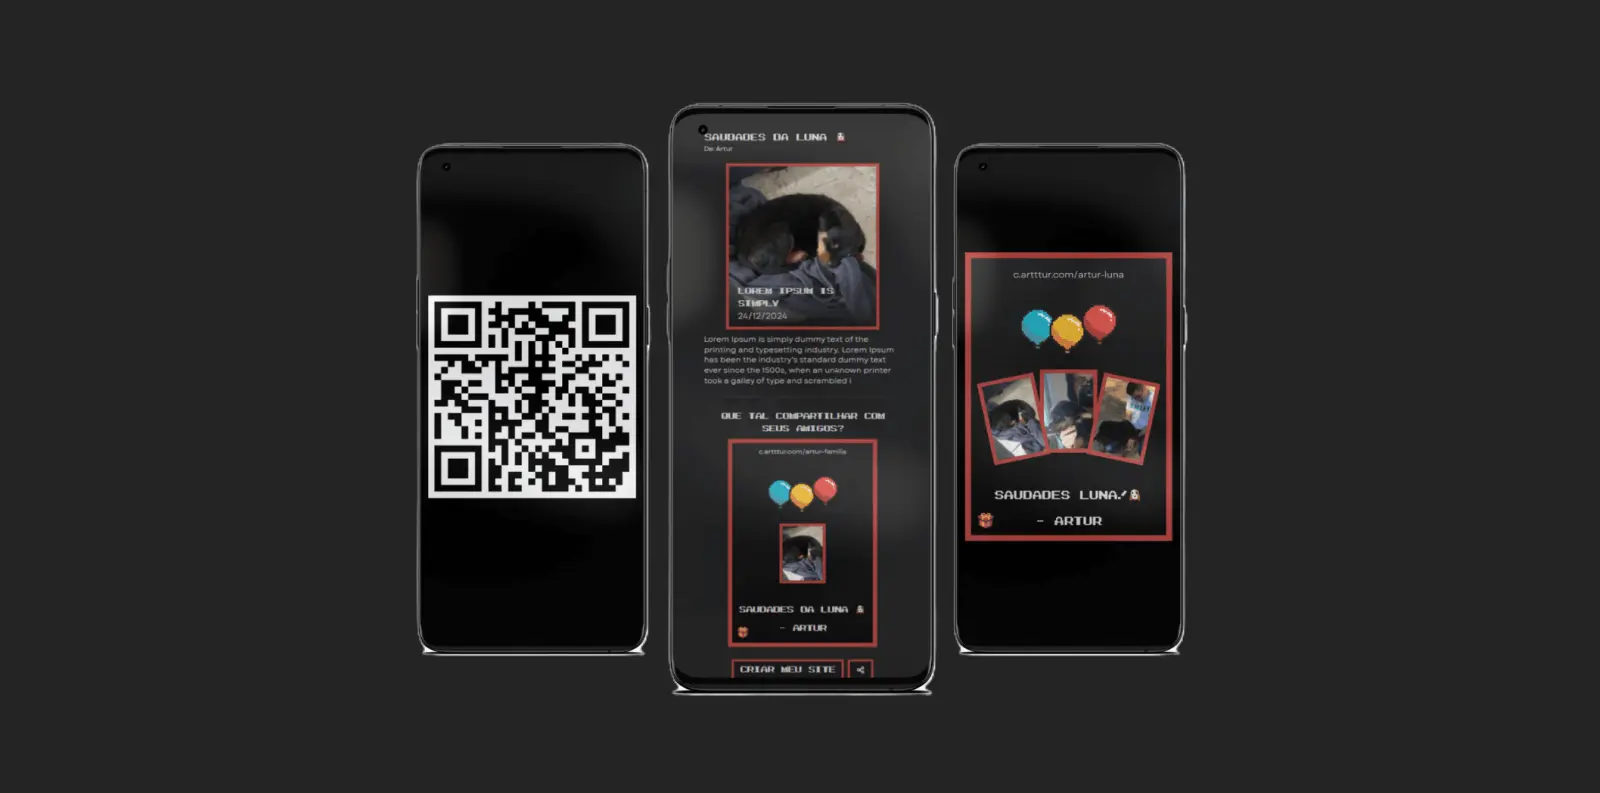 SAUDADES DA LUNA
De: Artur
LOREM IPSUM IS
SIMPLY
24/12/2024
Lorem Ipsum is simply dummy text of the
printing and typesetting industry. Lorem Ipsum
has been the industry's standard dummy text
ever since the 1500s, when an unknown printer
took a galley of type and scrambled i
QUE TAL COMPARTILHAR COM
SEUS AMIGOS?
c.artttur.com/artur-familia
SAUDADES DA LUNA
- ARTUR
CRIAR MEU SITE
c.artttur.com/artur-luna
SAUDADES LUNA!
- ARTUR